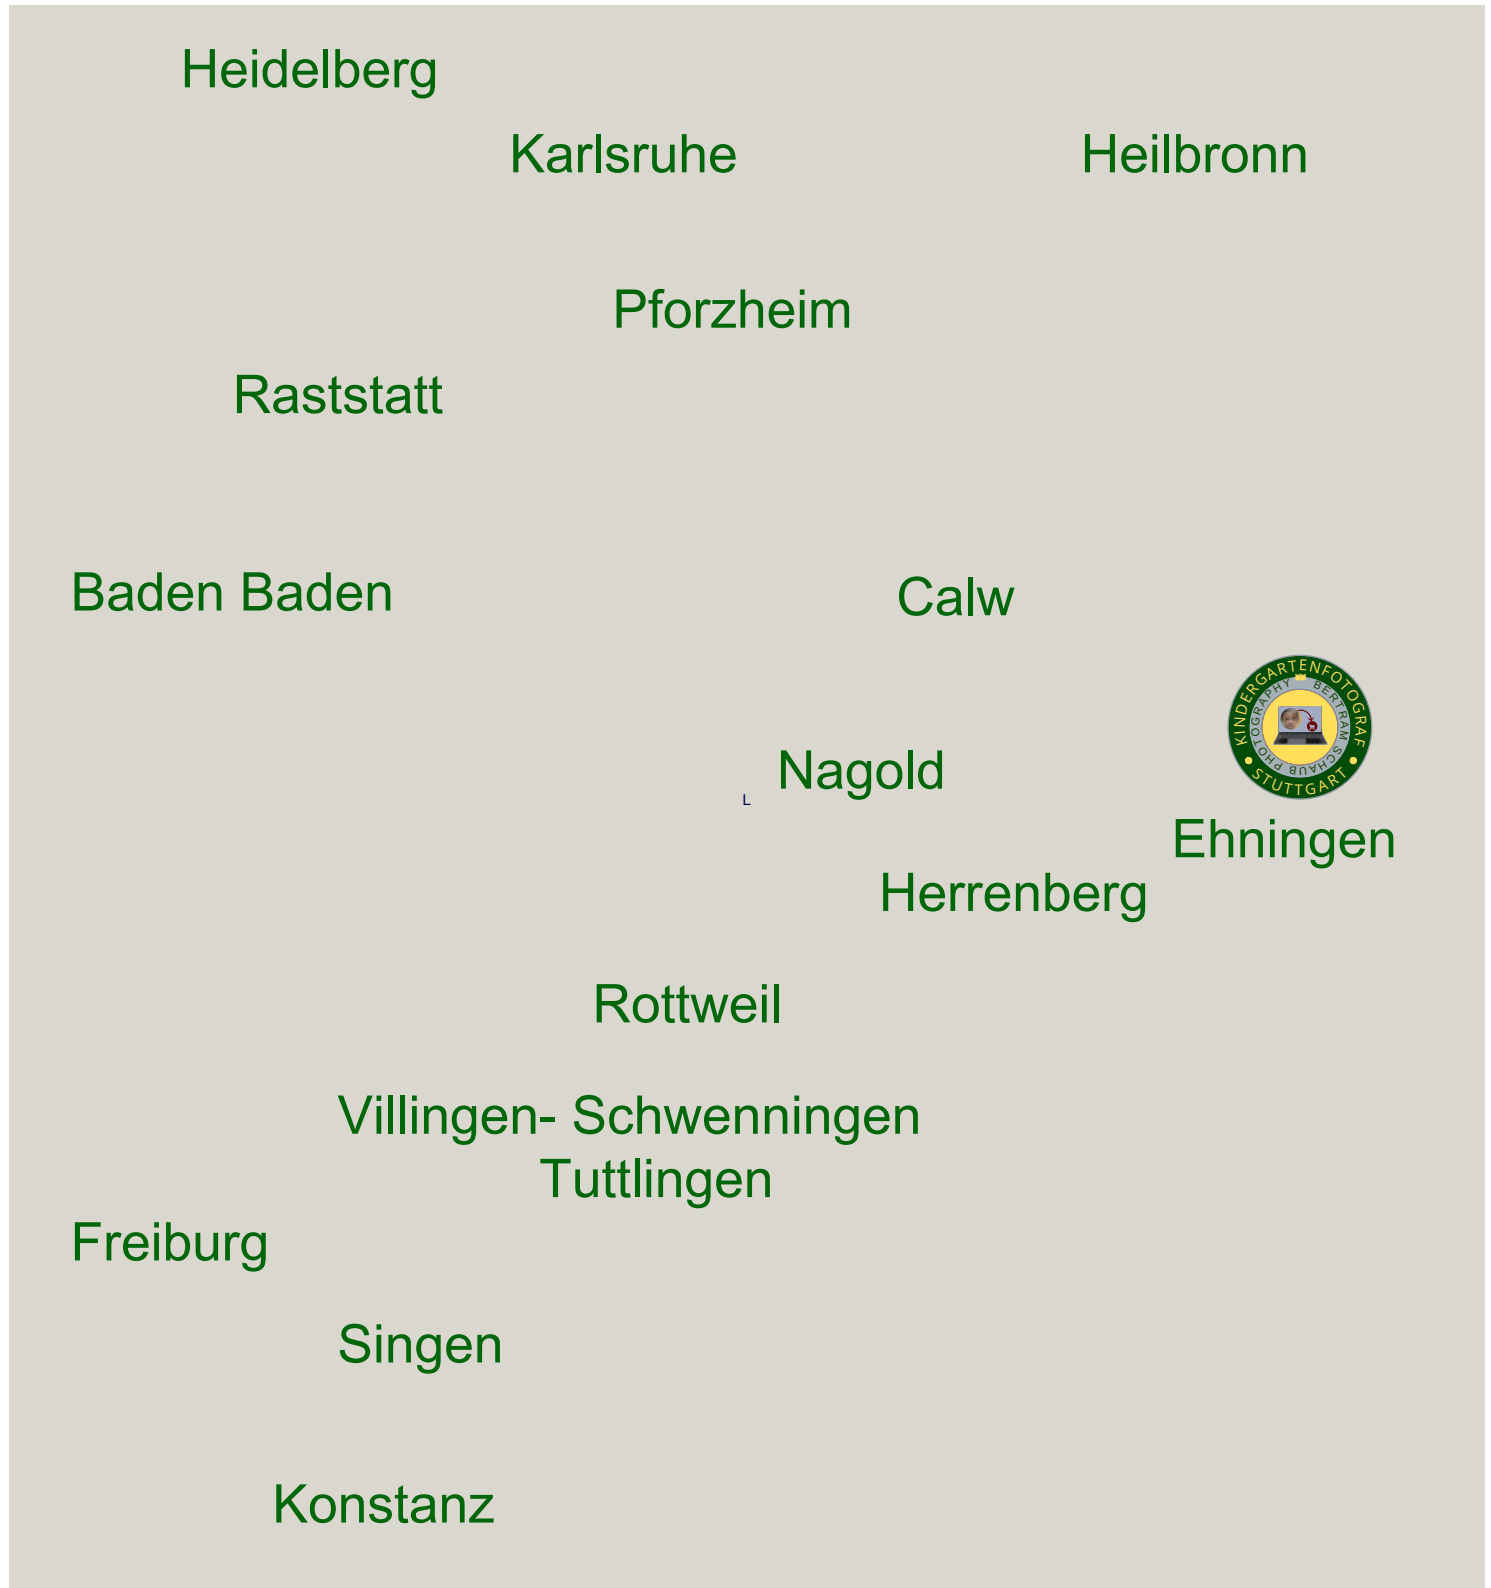 Heidelberg
Karlsruhe
Heilbronn
Pforzheim
Raststatt
Baden Baden
Calw
KINDERGARTENFOTOGRAF
BERTRAM SCHAUB PHOTOGRAPHY
STUTTGART
Nagold
L
Ehningen
Herrenberg
Rottweil
Villingen- Schwenningen
Tuttlingen
Freiburg
Singen
Konstanz